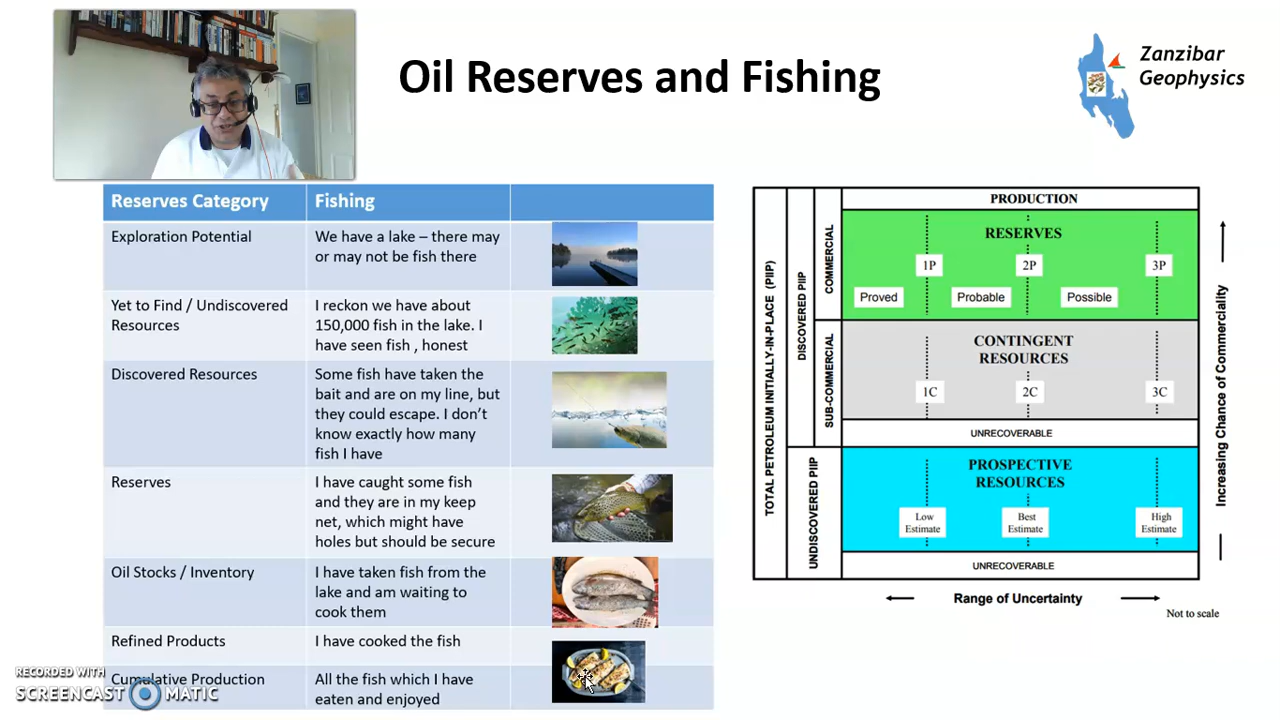 Oil Reserves and Fishing
Zanzibar
Geophysics
Reserves Category
Fishing
Exploration Potential
We have a lake – there may
or may not be fish there
Yet to Find / Undiscovered
Resources
I reckon we have about
150,000 fish in the lake. I
have seen fish , honest
Discovered Resources
Some fish have taken the
bait and are on my line, but
they could escape. I don't
know exactly how many
fish I have
Reserves
I have caught some fish
and they are in my keep
net, which might have
holes but should be secure
Oil Stocks / Inventory
I have taken fish from the
lake and am waiting to
cook them
Refined Products
I have cooked the fish
Cumulative Production
All the fish which I have
eaten and enjoyed
RECORDED WITH
SCREENCAST MATIC
TOTAL PETROLEUM INITIALLY-IN-PLACE (PIIP)
DISCOVERED PIIP
UNDISCOVERED PIIP
COMMERCIAL
SUB-COMMERCIAL
PRODUCTION
RESERVES
1P
2P
3P
Proved
Probable
Possible
CONTINGENT
RESOURCES
1C
2C
3C
UNRECOVERABLE
PROSPECTIVE
RESOURCES
Low
Estimate
Best
Estimate
High
Estimate
UNRECOVERABLE
Increasing Chance of Commerciality
Range of Uncertainty
Not to scale